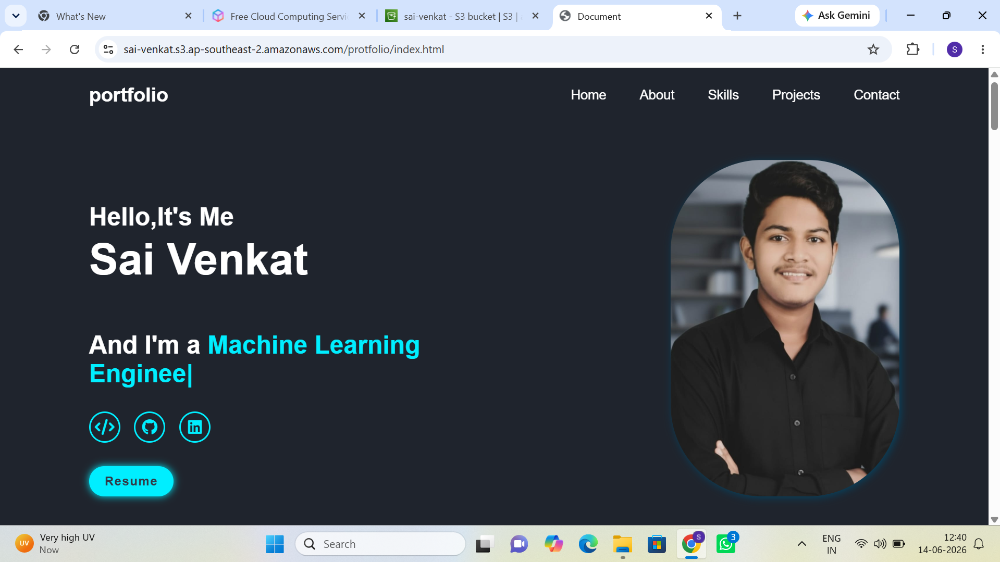 What's New
Free Cloud Computing Servi
sai-venkat - S3 bucket | S3 |
Document
Ask Gemini
sai-venkat.s3.ap-southeast-2.amazonaws.com/protfolio/index.html
S
portfolio
Home About Skills Projects Contact
Hello,It's Me
Sai Venkat
And I'm a Machine Learning
Enginee|
Resume
UV
Very high UV
Now
Search
S
3
ENG
IN
12:40
14-06-2026